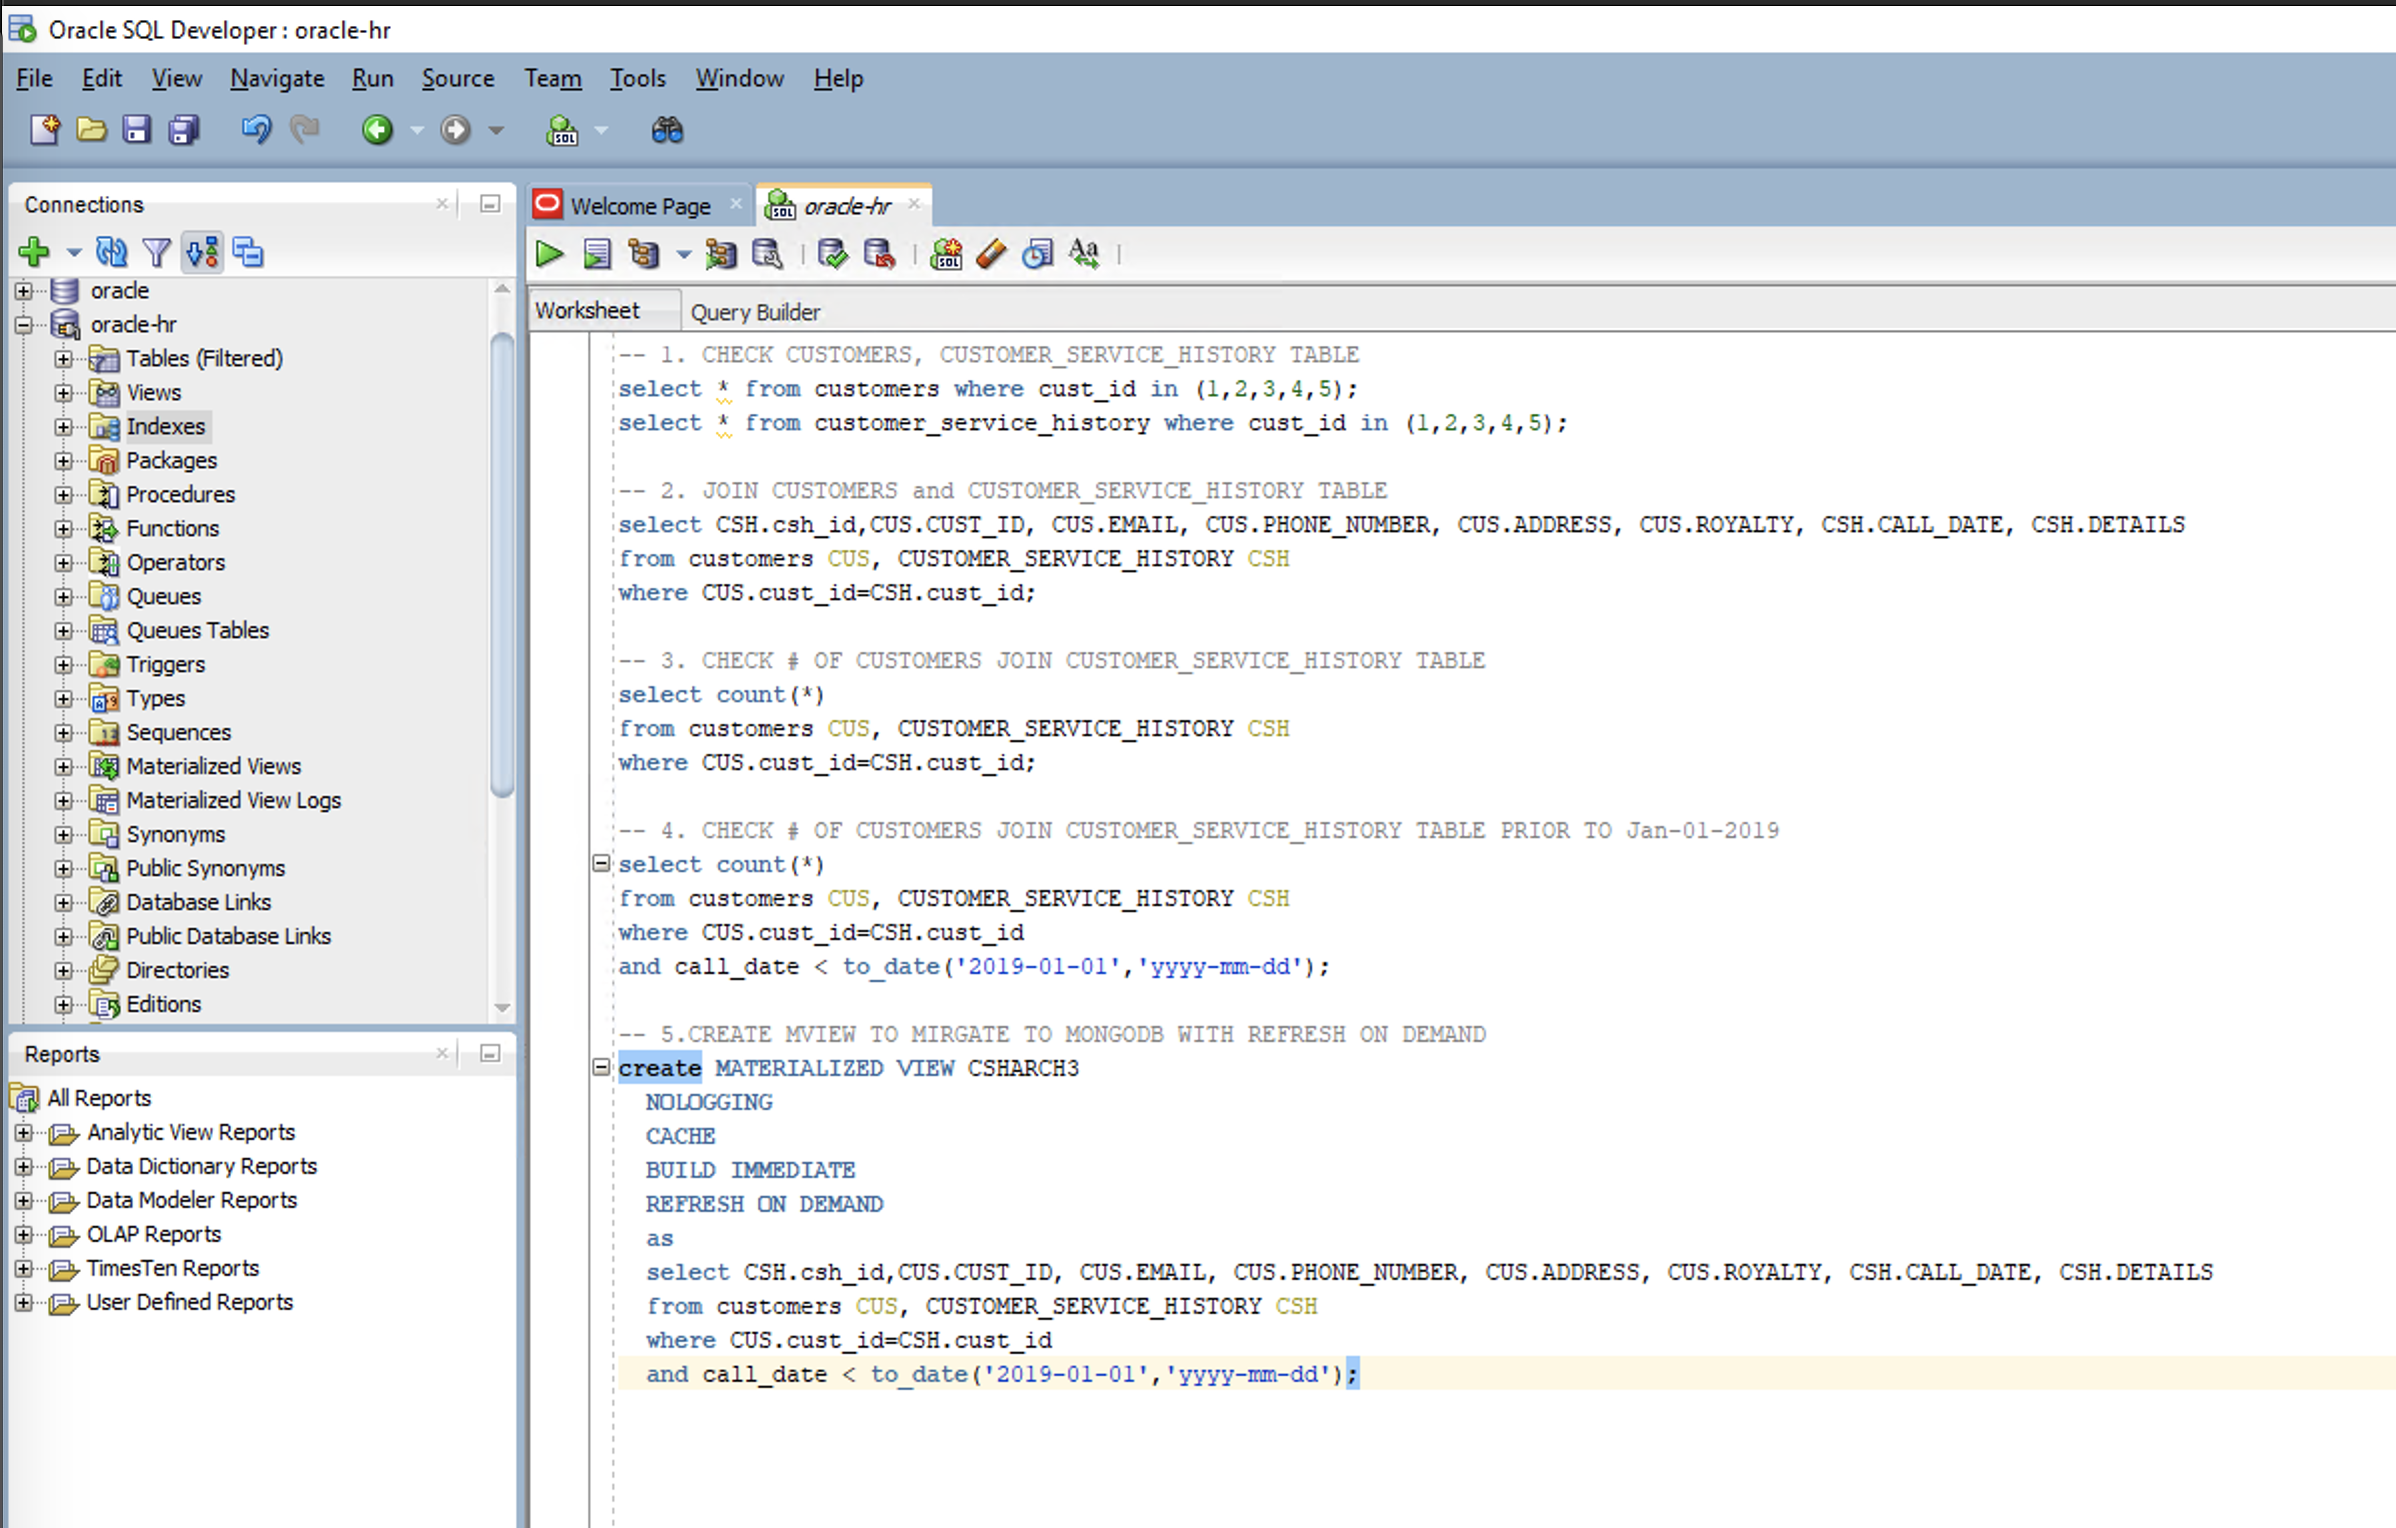 Oracle SQL Developer : oracle-hr
File Edit View Navigate Run Source Team Tools Window Help
Connections
oracle
oracle-hr
Tables (Filtered)
Views
Indexes
Packages
Procedures
Functions
Operators
Queues
Queues Tables
Triggers
Types
Sequences
Materialized Views
Materialized View Logs
Synonyms
Public Synonyms
Database Links
Public Database Links
Directories
Editions
Reports
All Reports
Analytic View Reports
Data Dictionary Reports
Data Modeler Reports
OLAP Reports
TimesTen Reports
User Defined Reports
Welcome Page
oracle-hr
Worksheet Query Builder
-- 1. CHECK CUSTOMERS, CUSTOMER_SERVICE_HISTORY TABLE
select * from customers where cust_id in (1,2,3,4,5);
select * from customer_service_history where cust_id in (1,2,3,4,5);
-- 2. JOIN CUSTOMERS and CUSTOMER_SERVICE_HISTORY TABLE
select CSH.csh_id,CUS.CUST_ID, CUS.EMAIL, CUS.PHONE_NUMBER, CUS.ADDRESS, CUS.ROYALTY, CSH.CALL_DATE, CSH.DETAILS
from customers CUS, CUSTOMER_SERVICE_HISTORY CSH
where CUS.cust_id=CSH.cust_id;
-- 3. CHECK # OF CUSTOMERS JOIN CUSTOMER_SERVICE_HISTORY TABLE
select count(*)
from customers CUS, CUSTOMER_SERVICE_HISTORY CSH
where CUS.cust_id=CSH.cust_id;
-- 4. CHECK # OF CUSTOMERS JOIN CUSTOMER_SERVICE_HISTORY TABLE PRIOR TO Jan-01-2019
select count(*)
from customers CUS, CUSTOMER_SERVICE_HISTORY CSH
where CUS.cust_id=CSH.cust_id
and call_date < to_date('2019-01-01','yyyy-mm-dd');
-- 5.CREATE MVIEW TO MIRGATE TO MONGODB WITH REFRESH ON DEMAND
create MATERIALIZED VIEW CSHARCH3
NOLOGGING
CACHE
BUILD IMMEDIATE
REFRESH ON DEMAND
as
select CSH.csh_id,CUS.CUST_ID, CUS.EMAIL, CUS.PHONE_NUMBER, CUS.ADDRESS, CUS.ROYALTY, CSH.CALL_DATE, CSH.DETAILS
from customers CUS, CUSTOMER_SERVICE_HISTORY CSH
where CUS.cust_id=CSH.cust_id
and call_date < to_date('2019-01-01','yyyy-mm-dd');